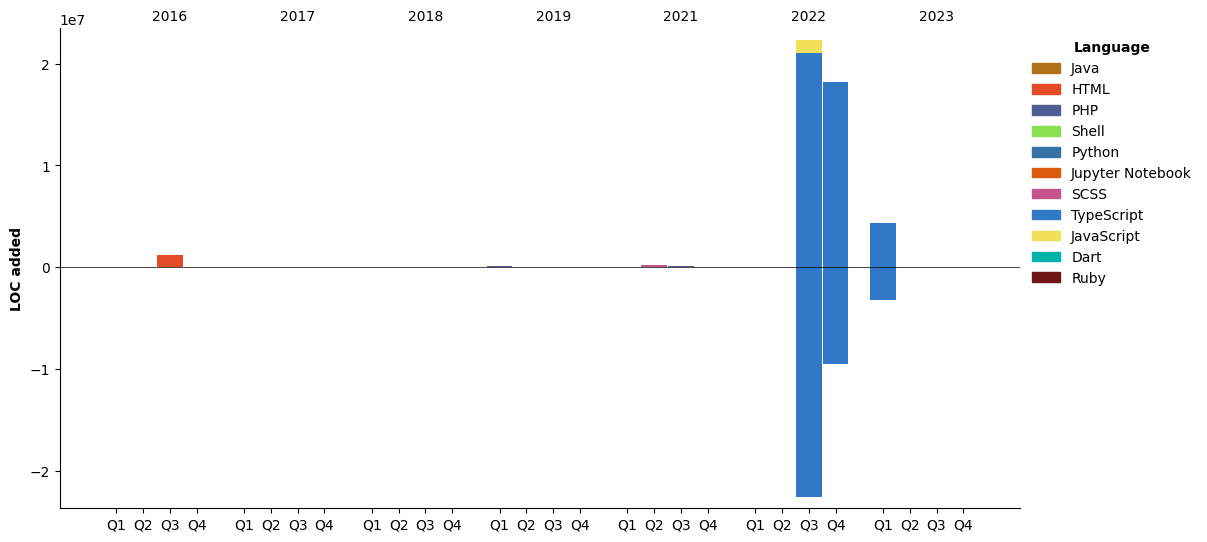 1e7
2016 2017 2018 2019 2021 2022 2023
Language
Java
HTML
PHP
Shell
Python
Jupyter Notebook
SCSS
TypeScript
JavaScript
Dart
Ruby
LOC added
2
1
0
−1
−2
Q1 Q2 Q3 Q4 Q1 Q2 Q3 Q4 Q1 Q2 Q3 Q4 Q1 Q2 Q3 Q4 Q1 Q2 Q3 Q4 Q1 Q2 Q3 Q4 Q1 Q2 Q3 Q4